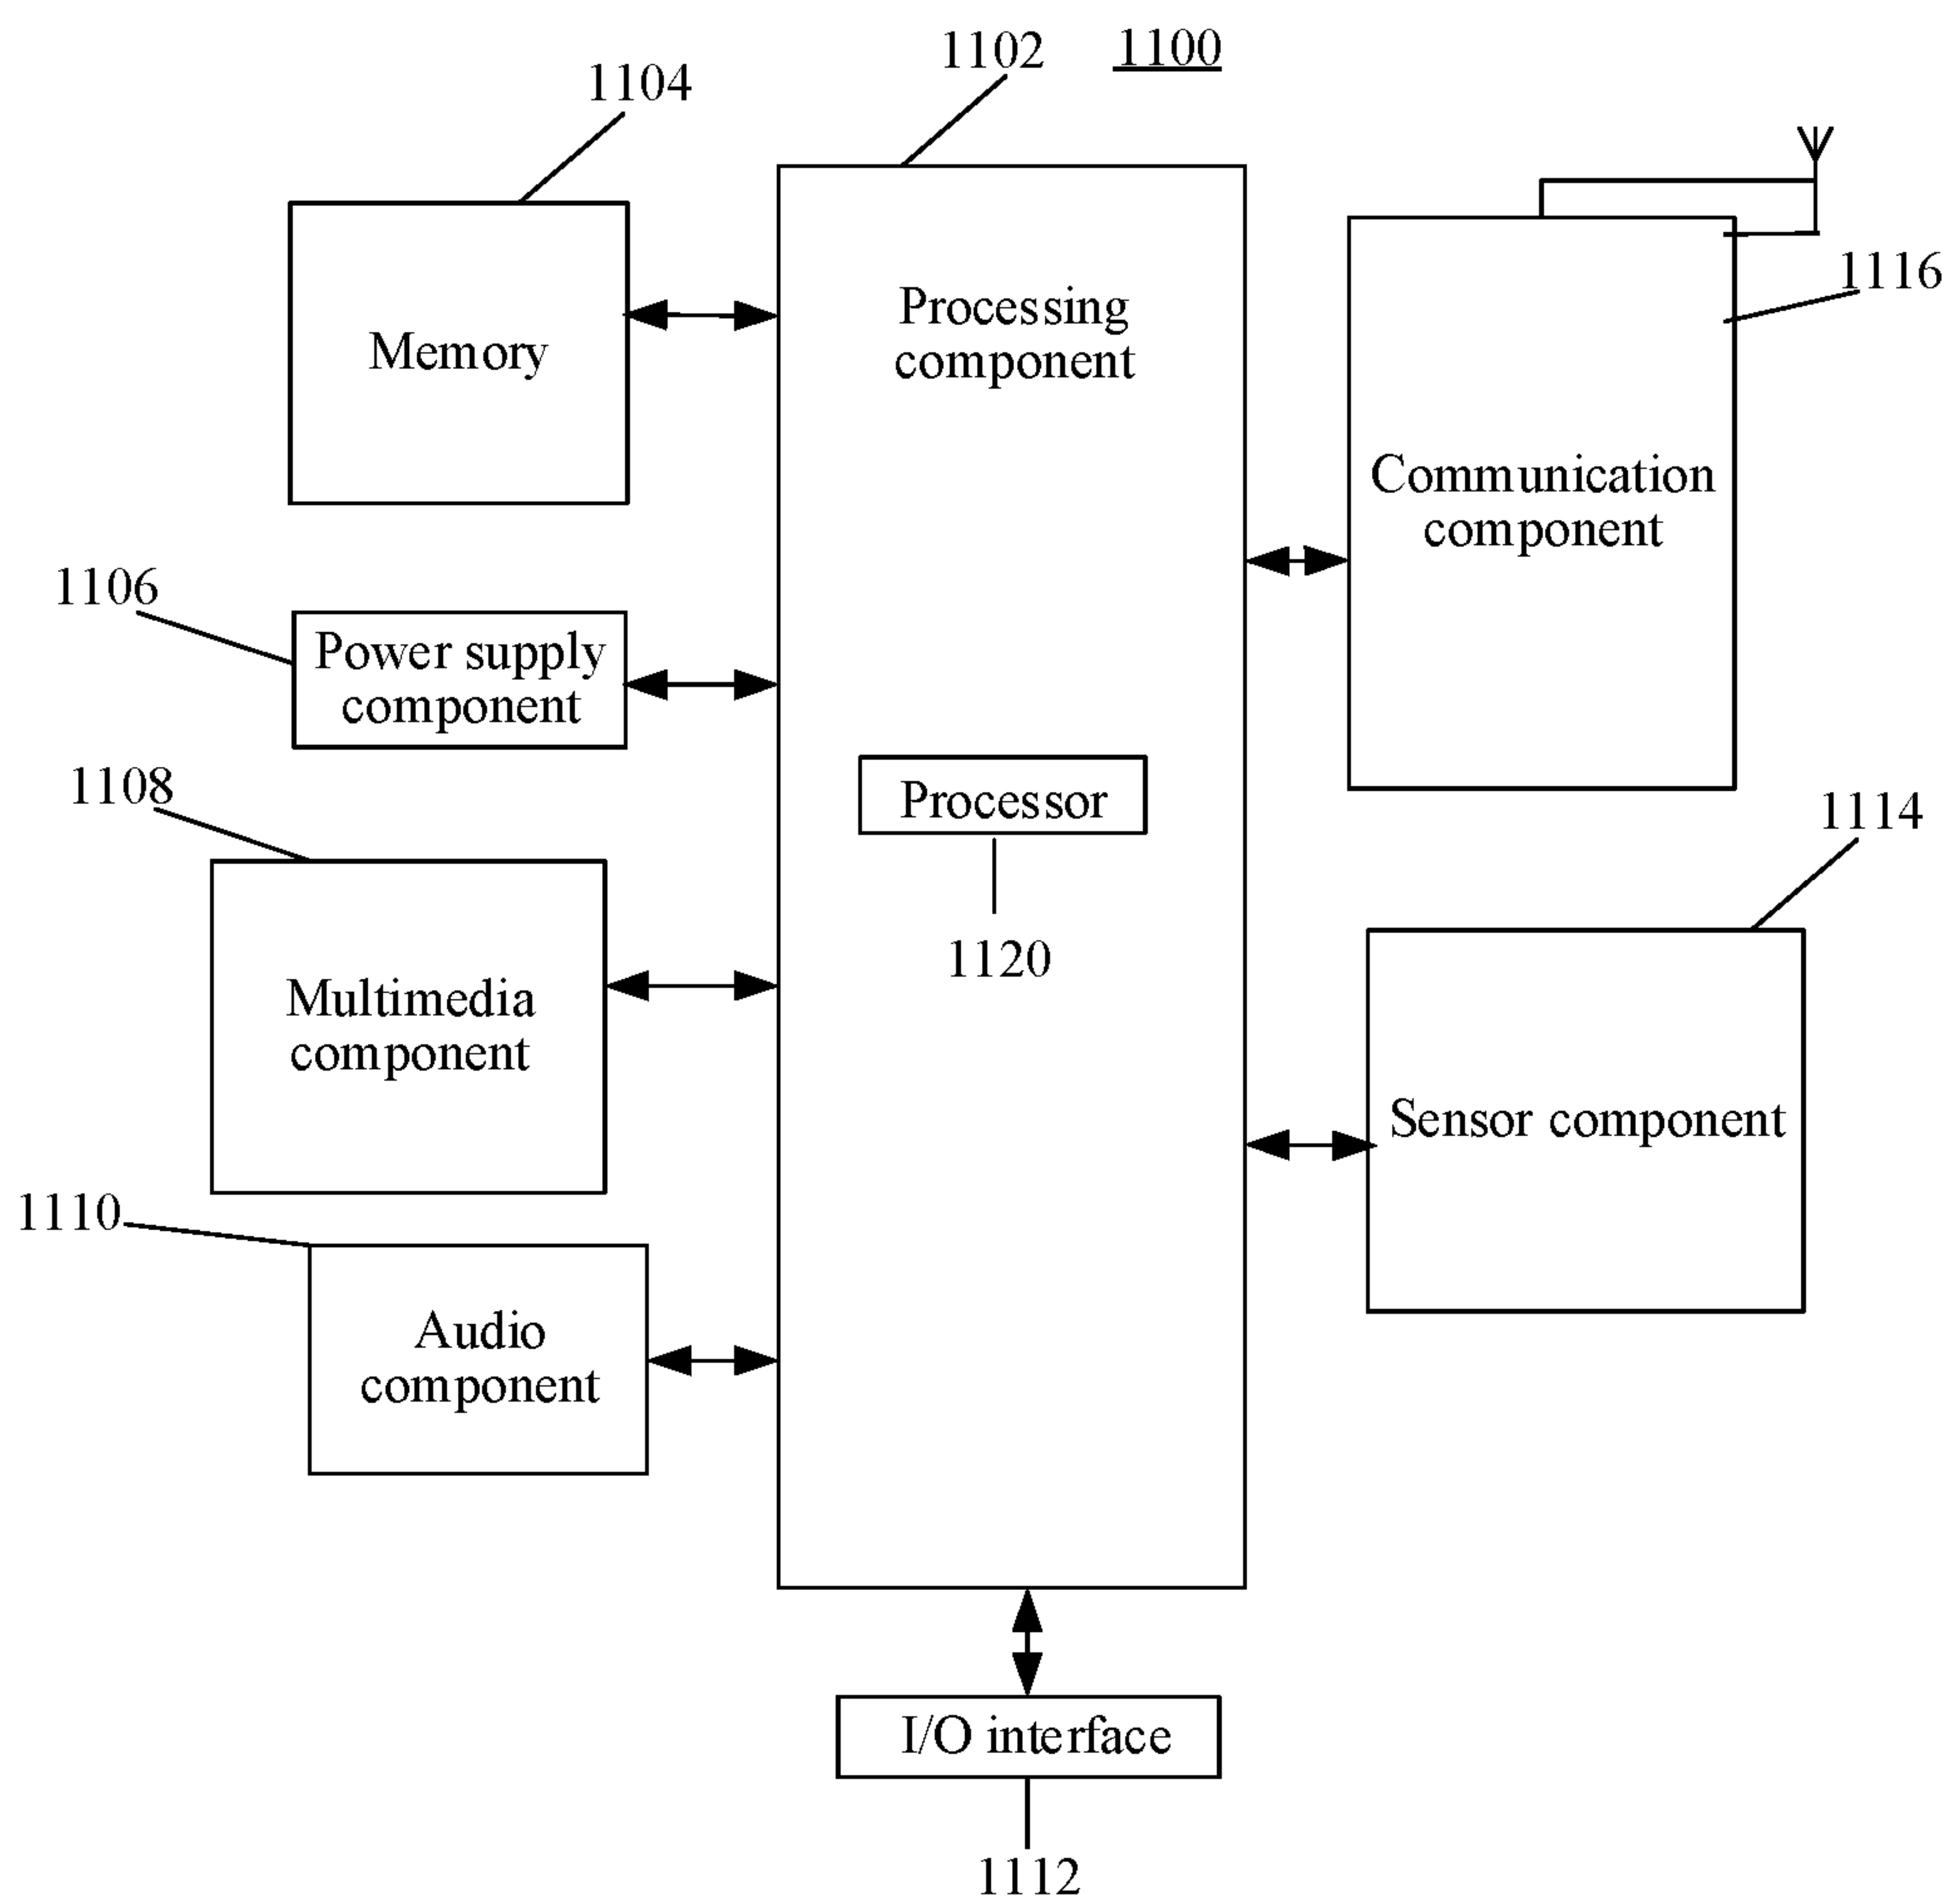 1102
1100
1104
Memory
Processing
component
1116
Communication
component
1106
Power supply
component
1108
Processor
1114
1120
Multimedia
component
Sensor component
1110
Audio
component
I/O interface
1112